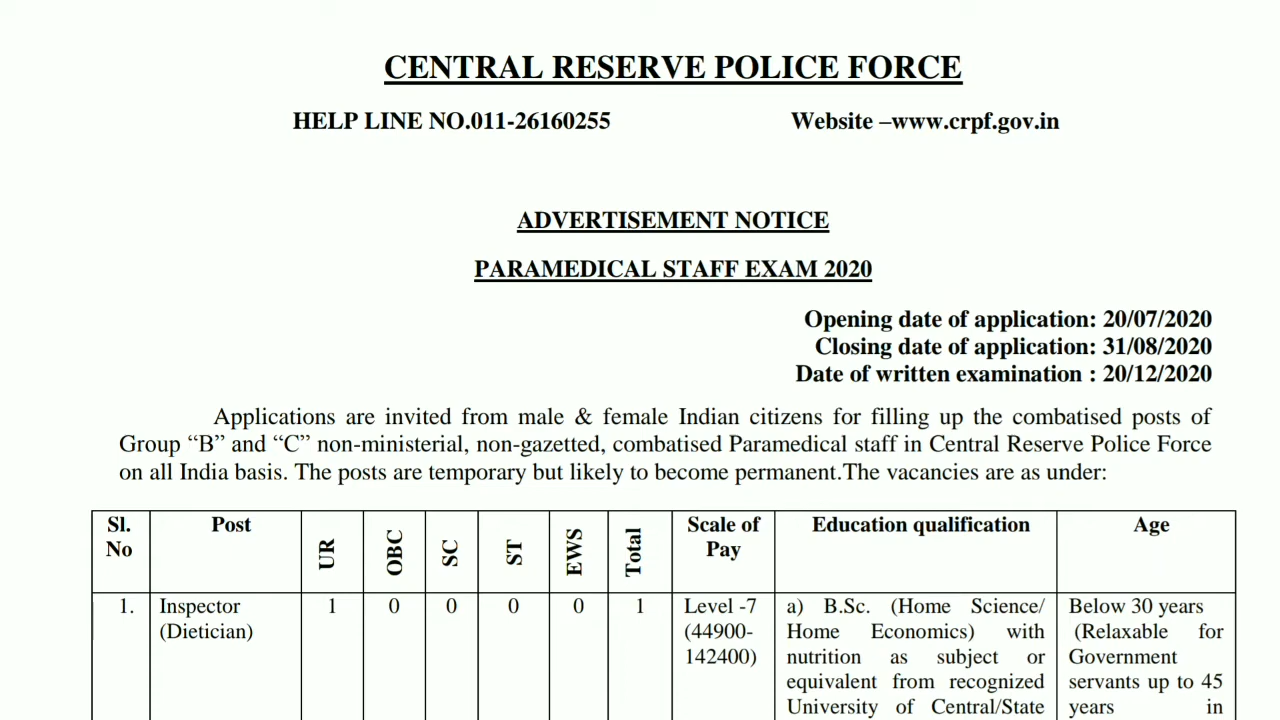 CENTRAL RESERVE POLICE FORCE
HELP LINE NO.011-26160255 Website –www.crpf.gov.in
ADVERTISEMENT NOTICE
PARAMEDICAL STAFF EXAM 2020
Opening date of application: 20/07/2020
Closing date of application: 31/08/2020
Date of written examination : 20/12/2020
Applications are invited from male & female Indian citizens for filling up the combatised posts of
Group “B” and “C” non-ministerial, non-gazetted, combatised Paramedical staff in Central Reserve Police Force
on all India basis. The posts are temporary but likely to become permanent.The vacancies are as under:
Sl.
No
Post
UR
OBC
SC
ST
EWS
Total
Scale of
Pay
Education qualification
Age
1.
Inspector
(Dietician)
1
0
0
0
0
1
Level -7
(44900-
142400)
a) B.Sc. (Home Science/
Home Economics) with
nutrition as subject or
equivalent from recognized
University of Central/State
Below 30 years
(Relaxable for
Government
servants up to 45
years in